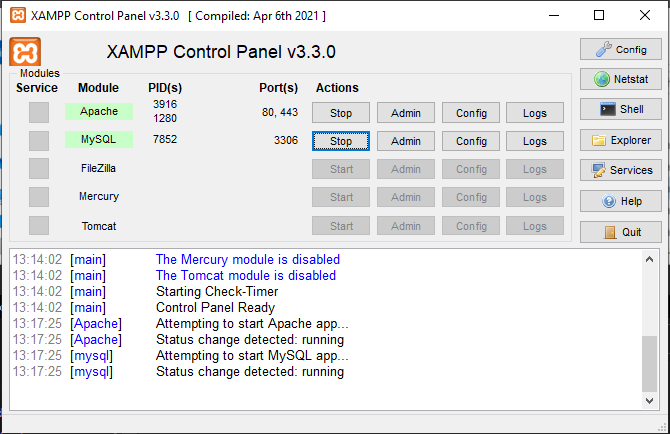 XAMPP Control Panel v3.3.0 [ Compiled: Apr 6th 2021 ]
XAMPP Control Panel v3.3.0
Config
Modules
Service Module PID(s) Port(s) Actions
Netstat
Apache 3916 1280 80, 443 Stop Admin Config Logs
Shell
MySQL 7852 3306 Stop Admin Config Logs
Explorer
FileZilla Start Admin Config Logs
Services
Mercury Start Admin Config Logs
Help
Tomcat Start Admin Config Logs
Quit
13:14:02 [main] The Mercury module is disabled
13:14:02 [main] The Tomcat module is disabled
13:14:02 [main] Starting Check-Timer
13:14:02 [main] Control Panel Ready
13:17:25 [Apache] Attempting to start Apache app...
13:17:25 [Apache] Status change detected: running
13:17:25 [mysql] Attempting to start MySQL app...
13:17:25 [mysql] Status change detected: running